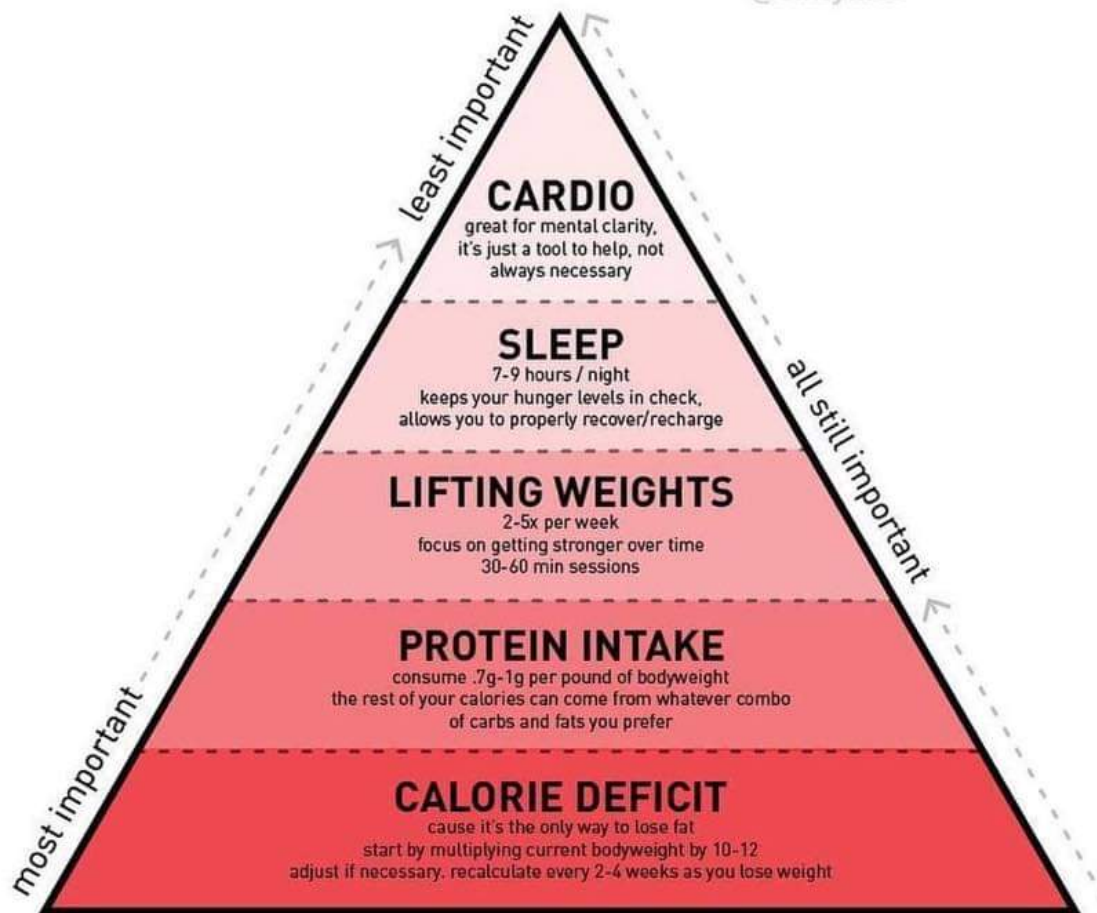 least important
CARDIO
great for mental clarity,
it's just a tool to help, not
always necessary
SLEEP
7-9 hours / night
keeps your hunger levels in check,
allows you to properly recover/recharge
all still important
LIFTING WEIGHTS
2-5x per week
focus on getting stronger over time
30-60 min sessions
PROTEIN INTAKE
consume .7g-1g per pound of bodyweight
the rest of your calories can come from whatever combo
of carbs and fats you prefer
most important
CALORIE DEFICIT
cause it's the only way to lose fat
start by multiplying current bodyweight by 10-12
adjust if necessary. recalculate every 2-4 weeks as you lose weight